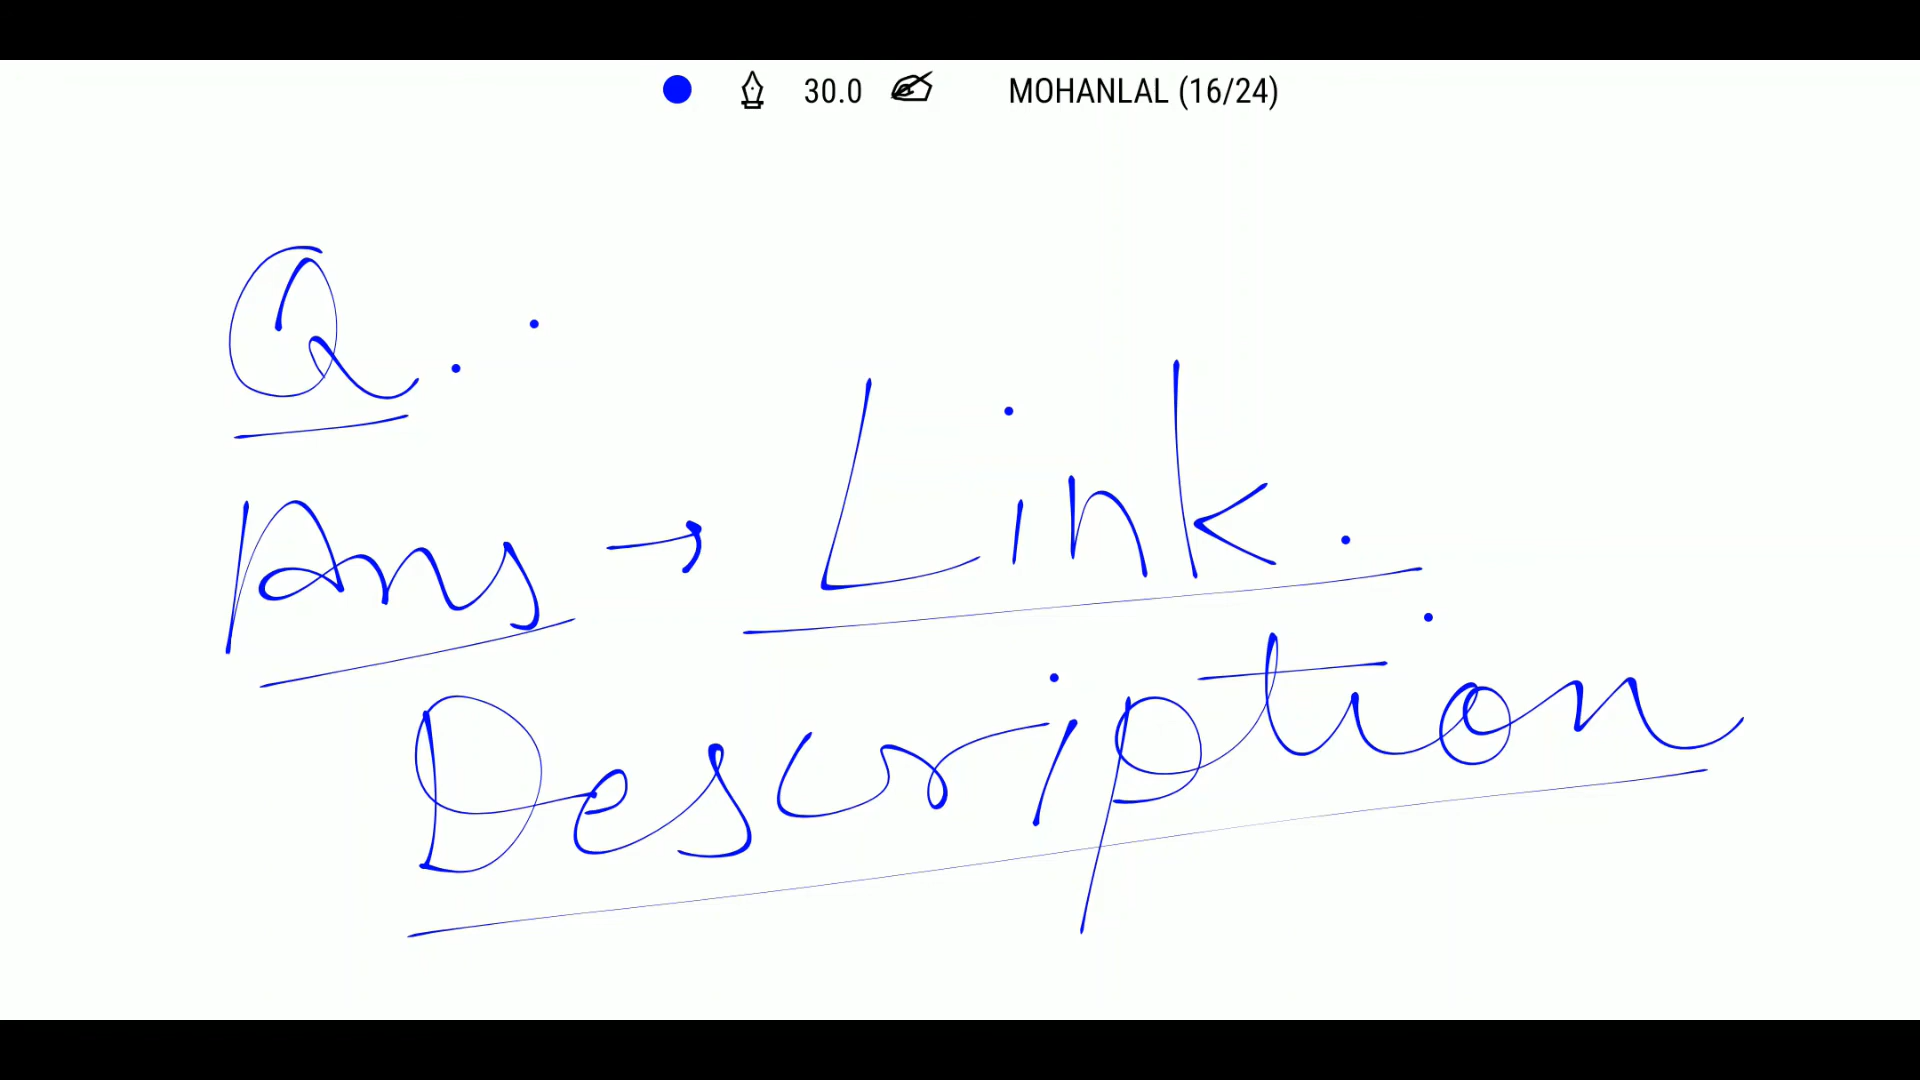 30.0 MOHANLAL (16/24)
Q.
Ans → Link.
Description